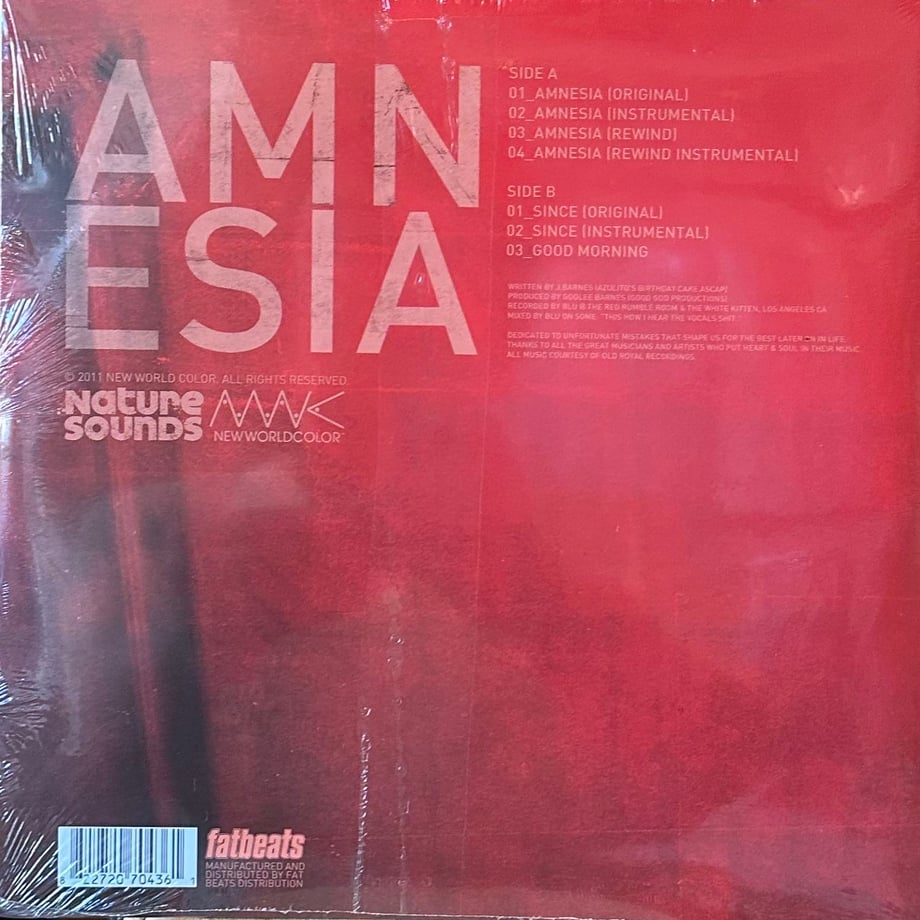 AMN
ESIA
SIDE A
01_AMNESIA (ORIGINAL)
02_AMNESIA (INSTRUMENTAL)
03_AMNESIA (REWIND)
04_AMNESIA (REWIND INSTRUMENTAL)
SIDE B
01_SINCE (ORIGINAL)
02_SINCE (INSTRUMENTAL)
03_GOOD MORNING
WRITTEN BY J.BARNES (AZULITO'S BIRTHDAY CAKE ASCAP)
PRODUCED BY GODLEE BARNES (GOOD GOD PRODUCTIONS)
RECORDED BY BLU @ THE RED RUMBLE ROOM & THE WHITE KITTEN, LOS ANGELES CA
MIXED BY BLU ON SOME, "THIS HOW I HEAR THE VOCALS SHIT."
DEDICATED TO UNFORTUNATE MISTAKES THAT SHAPE US FOR THE BEST LATER ON IN LIFE.
THANKS TO ALL THE GREAT MUSICIANS AND ARTISTS WHO PUT HEART & SOUL IN THEIR MUSIC.
ALL MUSIC COURTESY OF OLD ROYAL RECORDINGS.
© 2011 NEW WORLD COLOR. ALL RIGHTS RESERVED.
NATURE
SOUNDS
NEWWORLDCOLOR
fatbeats
MANUFACTURED AND
DISTRIBUTED BY FAT
BEATS DISTRIBUTION
8 22720 70436 1